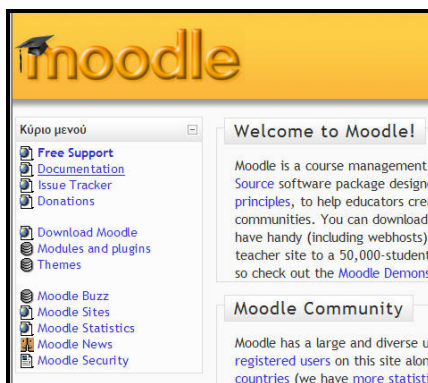 moodle
Κύριο μενού
Free Support
Documentation
Issue Tracker
Donations
Download Moodle
Modules and plugins
Themes
Moodle Buzz
Moodle Sites
Moodle Statistics
Moodle News
Moodle Security
Welcome to Moodle!
Moodle is a course management
Source software package designe
principles, to help educators crea
communities. You can download
have handy (including webhosts)
teacher site to a 50,000-student
so check out the Moodle Demons
Moodle Community
Moodle has a large and diverse u
registered users on this site alon
countries (we have more statisti